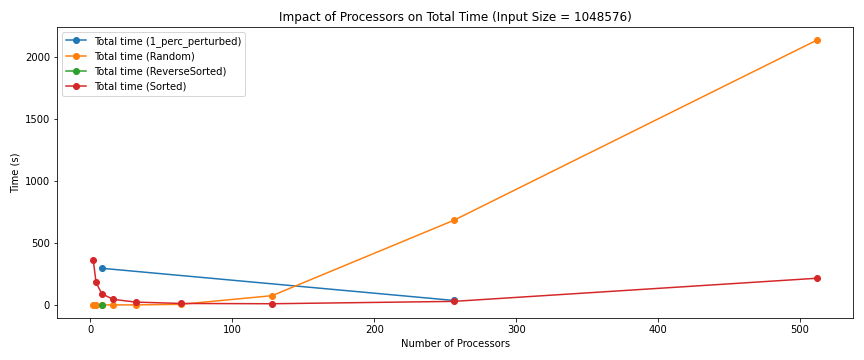 Impact of Processors on Total Time (Input Size = 1048576)
Total time (1_perc_perturbed)
Total time (Random)
Total time (ReverseSorted)
Total time (Sorted)
2000
1500
1000
500
0
Time (s)
0 100 200 300 400 500
Number of Processors